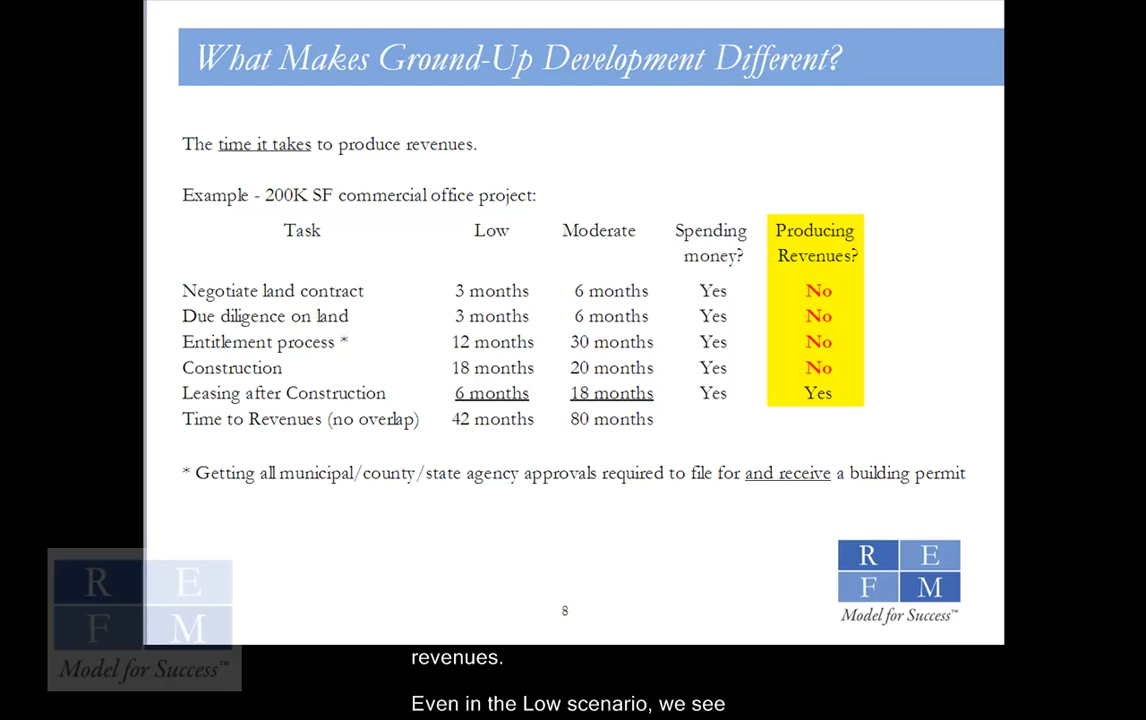 What Makes Ground-Up Development Different?
The time it takes to produce revenues.
Example - 200K SF commercial office project:
Task Low Moderate Spending money? Producing Revenues?
Negotiate land contract 3 months 6 months Yes No
Due diligence on land 3 months 6 months Yes No
Entitlement process * 12 months 30 months Yes No
Construction 18 months 20 months Yes No
Leasing after Construction 6 months 18 months Yes Yes
Time to Revenues (no overlap) 42 months 80 months
* Getting all municipal/county/state agency approvals required to file for and receive a building permit
R E
F M
Model for Success™
8
R E
F M
Model for Success™
revenues.
Even in the Low scenario, we see